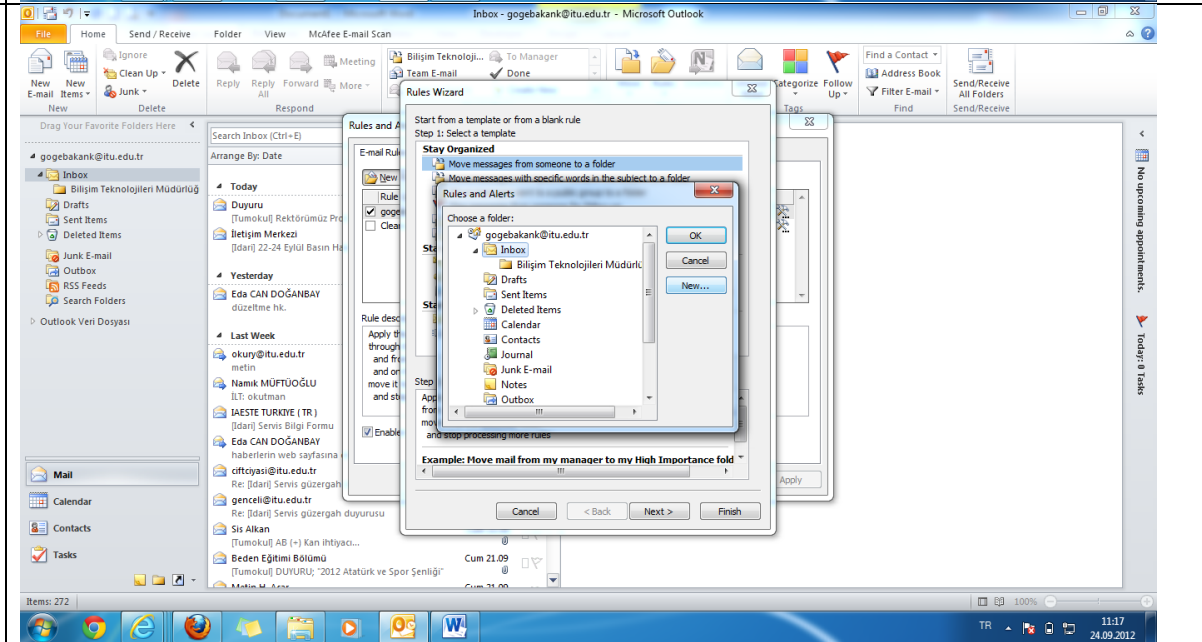 Inbox - gogebakank@itu.edu.tr - Microsoft Outlook
File Home Send / Receive Folder View McAfee E-mail Scan
Ignore
Clean Up
Junk
Delete
New E-mail
New Items
Reply
Reply All
Forward
Meeting
More
Bilişim Teknoloji...
To Manager
Team E-mail
Done
Categorize
Follow Up
Find a Contact
Address Book
Filter E-mail
Send/Receive All Folders
New
Delete
Respond
Tags
Find
Send/Receive
Drag Your Favorite Folders Here
gogebakank@itu.edu.tr
Inbox
Bilişim Teknolojileri Müdürlüğ
Drafts
Sent Items
Deleted Items
Junk E-mail
Outbox
RSS Feeds
Search Folders
Outlook Veri Dosyası
Mail
Calendar
Contacts
Tasks
Search Inbox (Ctrl+E)
Arrange By: Date
Today
Duyuru
[Tumokul] Rektörümüz Pro
İletişim Merkezi
[Idari] 22-24 Eylül Basın Ha
Yesterday
Eda CAN DOĞANBAY
düzeltme hk.
Last Week
okury@itu.edu.tr
metin
Namık MÜFTÜOĞLU
İLT: okutman
IAESTE TURKIYE ( TR )
[Idari] Servis Bilgi Formu
Eda CAN DOĞANBAY
haberlerin web sayfasına
ciftciyasi@itu.edu.tr
Re: [Idari] Servis güzergah
genceli@itu.edu.tr
Re: [Idari] Servis güzergah duyurusu
Sis Alkan
[Tumokul] AB (+) Kan ihtiyacı...
Beden Eğitimi Bölümü
Cum 21.09
[Tumokul] DUYURU; "2012 Atatürk ve Spor Şenliği"
Rules and A
E-mail Rul
New
Rule
goge
Clea
Rule desc
Apply th
through
and fro
and on
move it
and st
Enable
Apply
Rules Wizard
Start from a template or from a blank rule
Step 1: Select a template
Stay Organized
Move messages from someone to a folder
Move messages with specific words in the subject to a folder
Sta
Sta
Step
App
from
mov
and stop processing more rules
Example: Move mail from my manager to my High Importance fold
Cancel
< Back
Next >
Finish
Rules and Alerts
Choose a folder:
gogebakank@itu.edu.tr
Inbox
Bilişim Teknolojileri Müdürlü
Drafts
Sent Items
Deleted Items
Calendar
Contacts
Journal
Junk E-mail
Notes
Outbox
OK
Cancel
New...
No upcoming appointments.
Today: 0 Tasks
Items: 272
100%
TR
11:17
24.09.2012